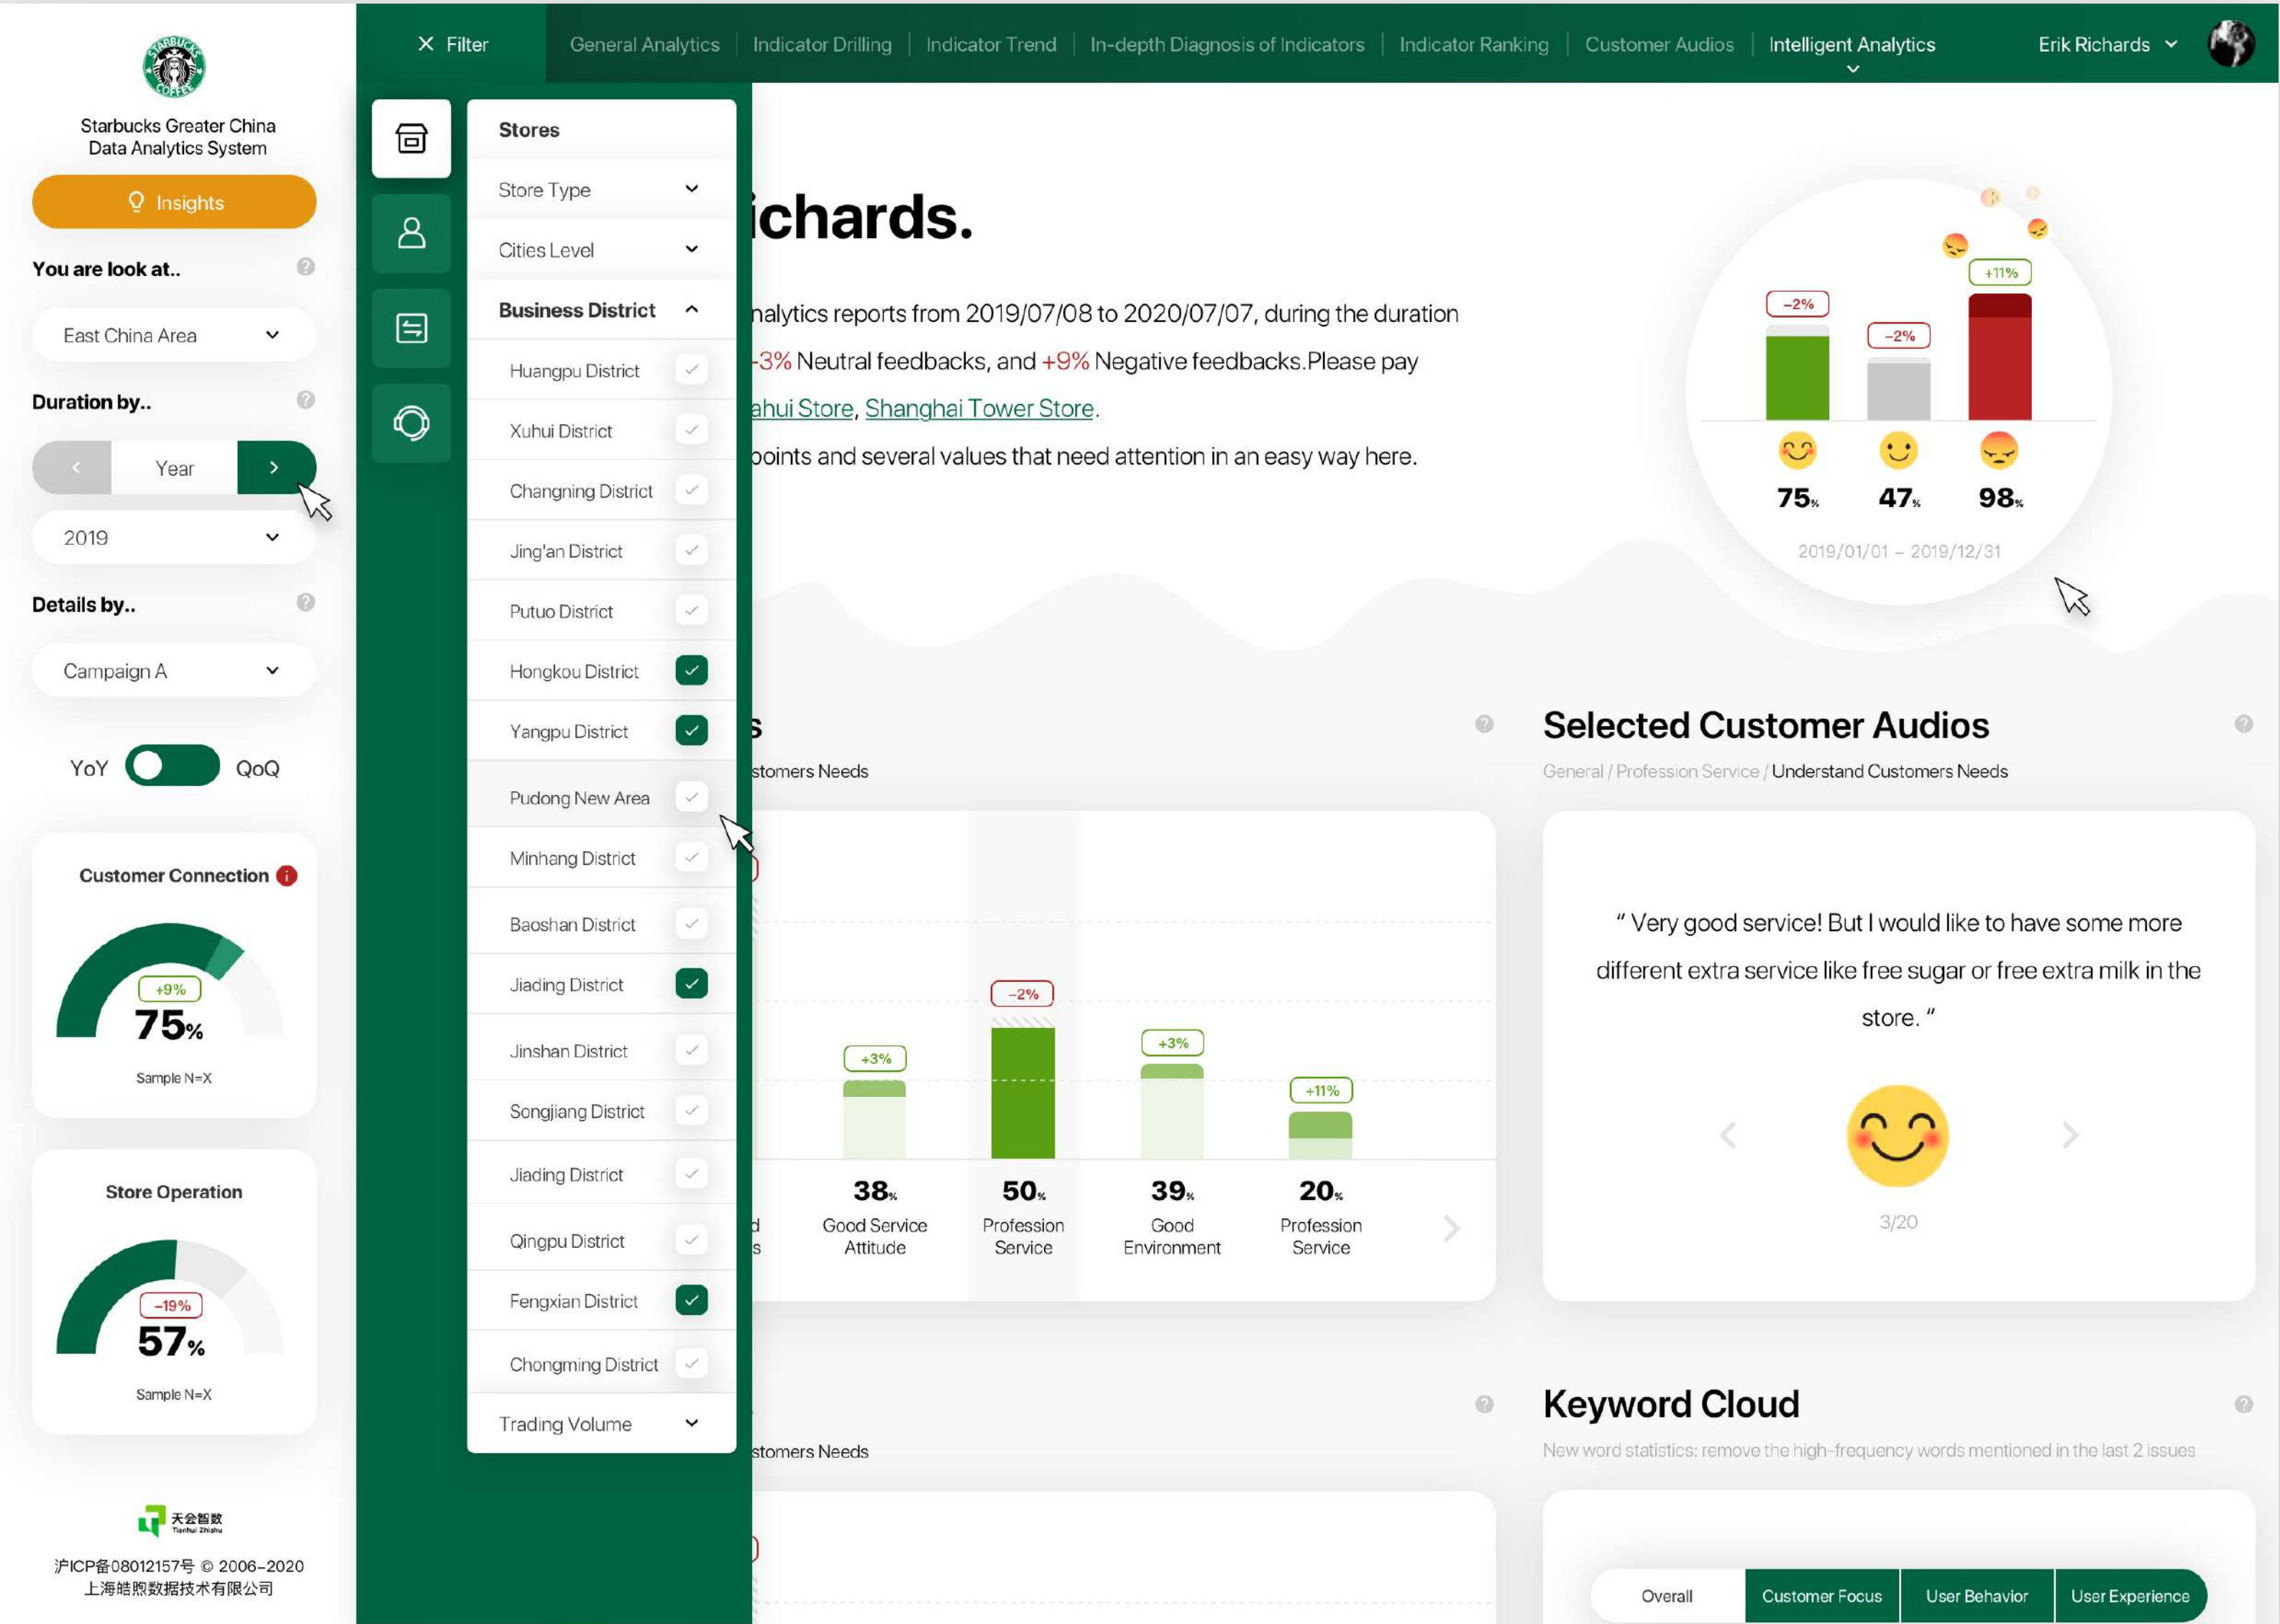 STARBUCKS
COFFEE
Starbucks Greater China
Data Analytics System
Insights
You are look at..
East China Area
Duration by..
Year
2019
Details by..
Campaign A
YoY
QoQ
Customer Connection
+9%
75%
Sample N=X
Store Operation
-19%
57%
Sample N=X
天会智数
Tianhui Zhishu
沪ICP备08012157号 © 2006-2020
上海皓煦数据技术有限公司
Filter
General Analytics
Indicator Drilling
Indicator Trend
In-depth Diagnosis of Indicators
Indicator Ranking
Customer Audios
Intelligent Analytics
Erik Richards
Stores
Store Type
Cities Level
Business District
Huangpu District
Xuhui District
Changning District
Jing'an District
Putuo District
Hongkou District
Yangpu District
Pudong New Area
Minhang District
Baoshan District
Jiading District
Jinshan District
Songjiang District
Jiading District
Qingpu District
Fengxian District
Chongming District
Trading Volume
ichards.
nalytics reports from 2019/07/08 to 2020/07/07, during the duration
-3% Neutral feedbacks, and +9% Negative feedbacks.Please pay
ahui Store, Shanghai Tower Store.
points and several values that need attention in an easy way here.
-2%
-2%
+11%
75%
47%
98%
2019/01/01 - 2019/12/31
s
stomers Needs
+3%
-2%
+3%
+11%
38%
50%
39%
20%
d
s
Good Service
Attitude
Profession
Service
Good
Environment
Profession
Service
Selected Customer Audios
General / Profession Service / Understand Customers Needs
“ Very good service! But I would like to have some more
different extra service like free sugar or free extra milk in the
store. “
3/20
stomers Needs
Keyword Cloud
New word statistics: remove the high-frequency words mentioned in the last 2 issues
Overall
Customer Focus
User Behavior
User Experience